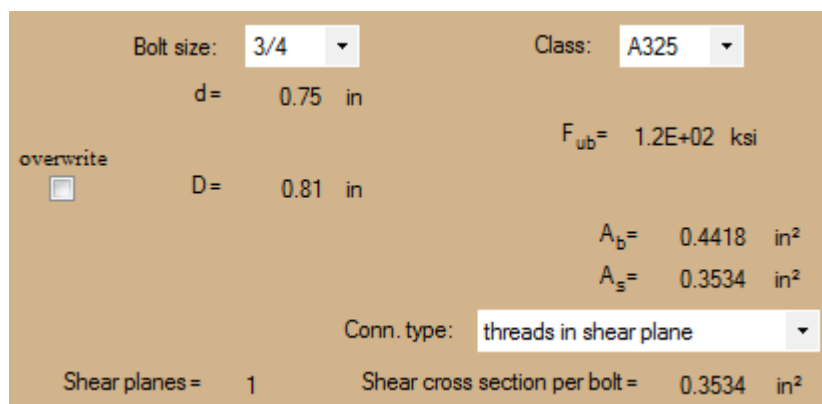 Bolt size: 3/4 Class: A325
d= 0.75 in
Fub= 1.2E+02 ksi
overwrite
D= 0.81 in
Ab= 0.4418 in²
As= 0.3534 in²
Conn. type: threads in shear plane
Shear planes= 1 Shear cross section per bolt= 0.3534 in²